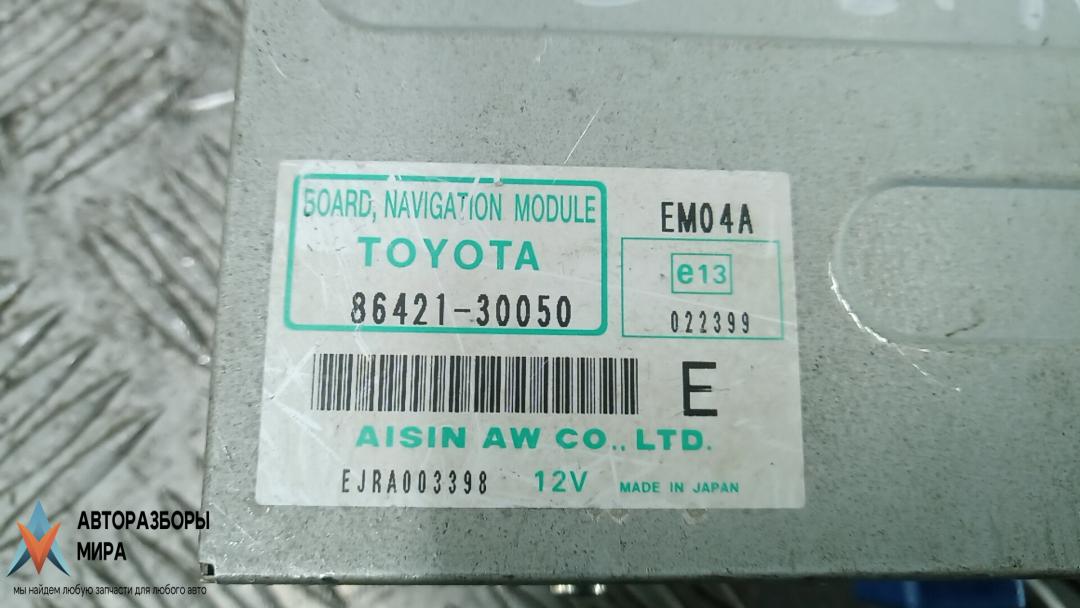 BOARD, NAVIGATION MODULE
TOYOTA
86421-30050
EM04A
e13
022399
E
AISIN AW CO., LTD.
EJRA003398 12V MADE IN JAPAN
АВТОРАЗБОРЫ
МИРА
мы найдем любую запчасти для любого авто